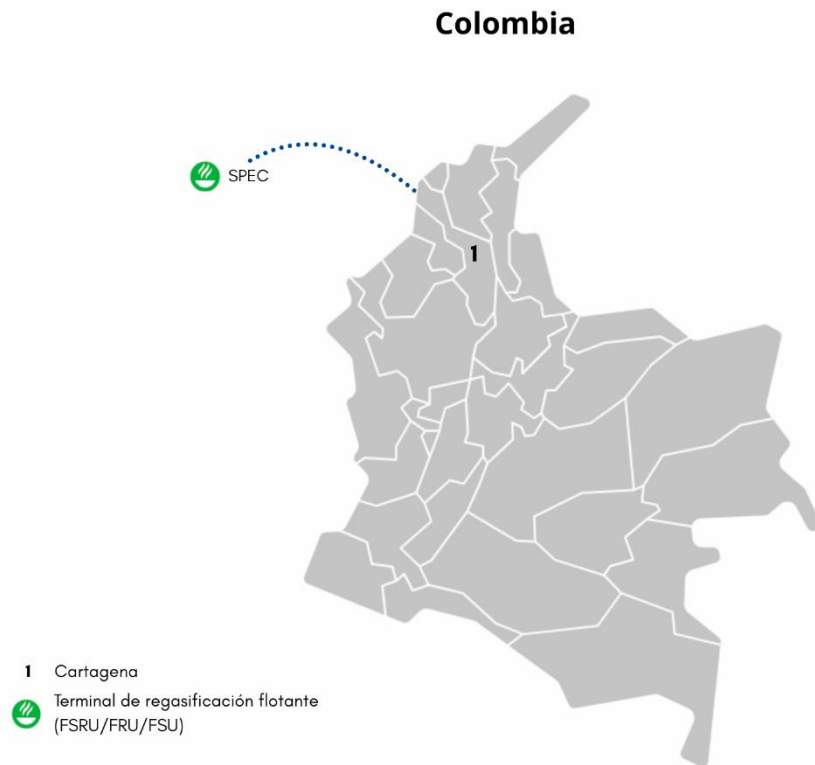 Colombia
SPEC
1
1 Cartagena
Terminal de regasificación flotante
(FSRU/FRU/FSU)